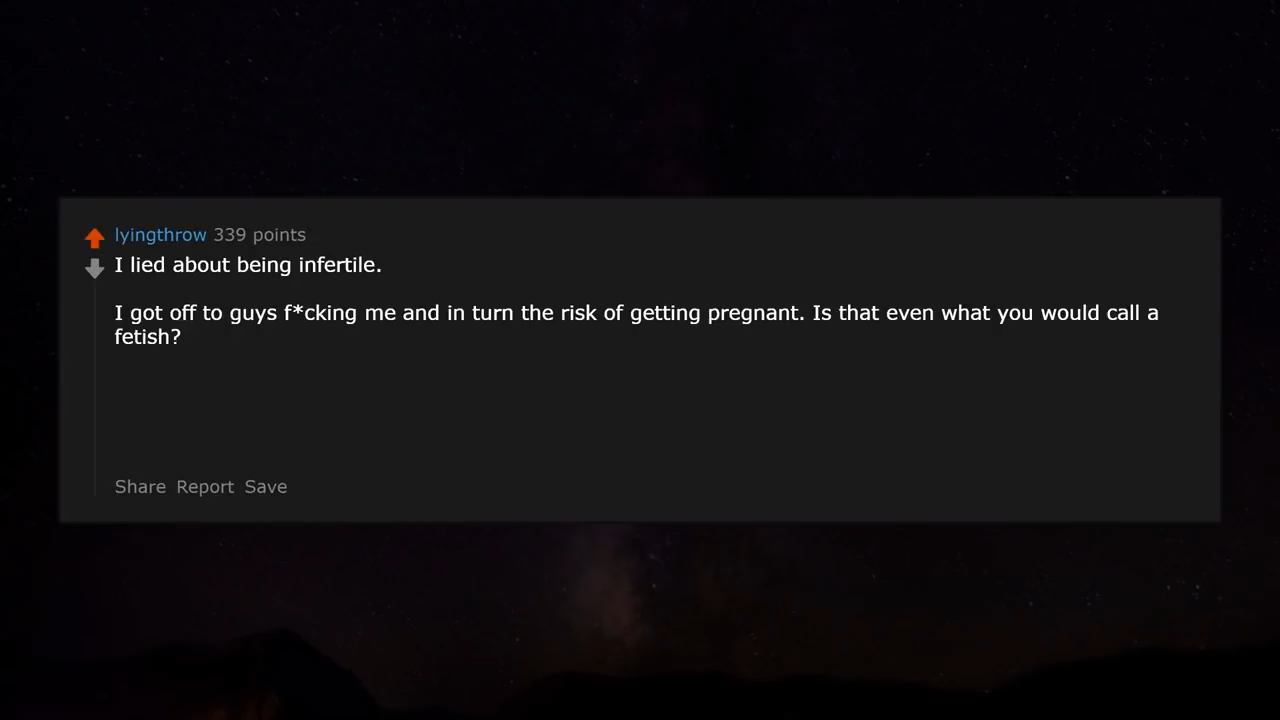 lyingthrow 339 points
I lied about being infertile.
I got off to guys f*cking me and in turn the risk of getting pregnant. Is that even what you would call a
fetish?
Share Report Save